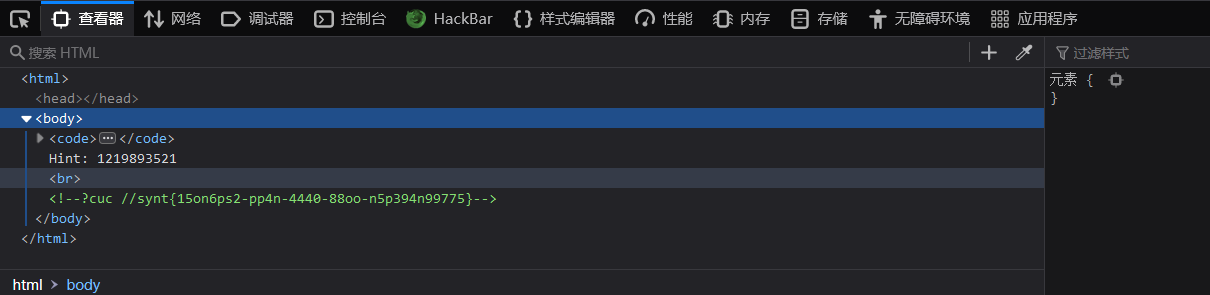 查看器 网络 调试器 控制台 HackBar {} 样式编辑器 性能 内存 存储 无障碍环境 应用程序
搜索 HTML + 过滤样式
<html>
<head></head>
<body>
<code>···</code>
Hint: 1219893521
<br>
<!--?cuc //synt{15on6ps2-pp4n-4440-88oo-n5p394n99775}-->
</body>
</html>
html > body
元素 {
}